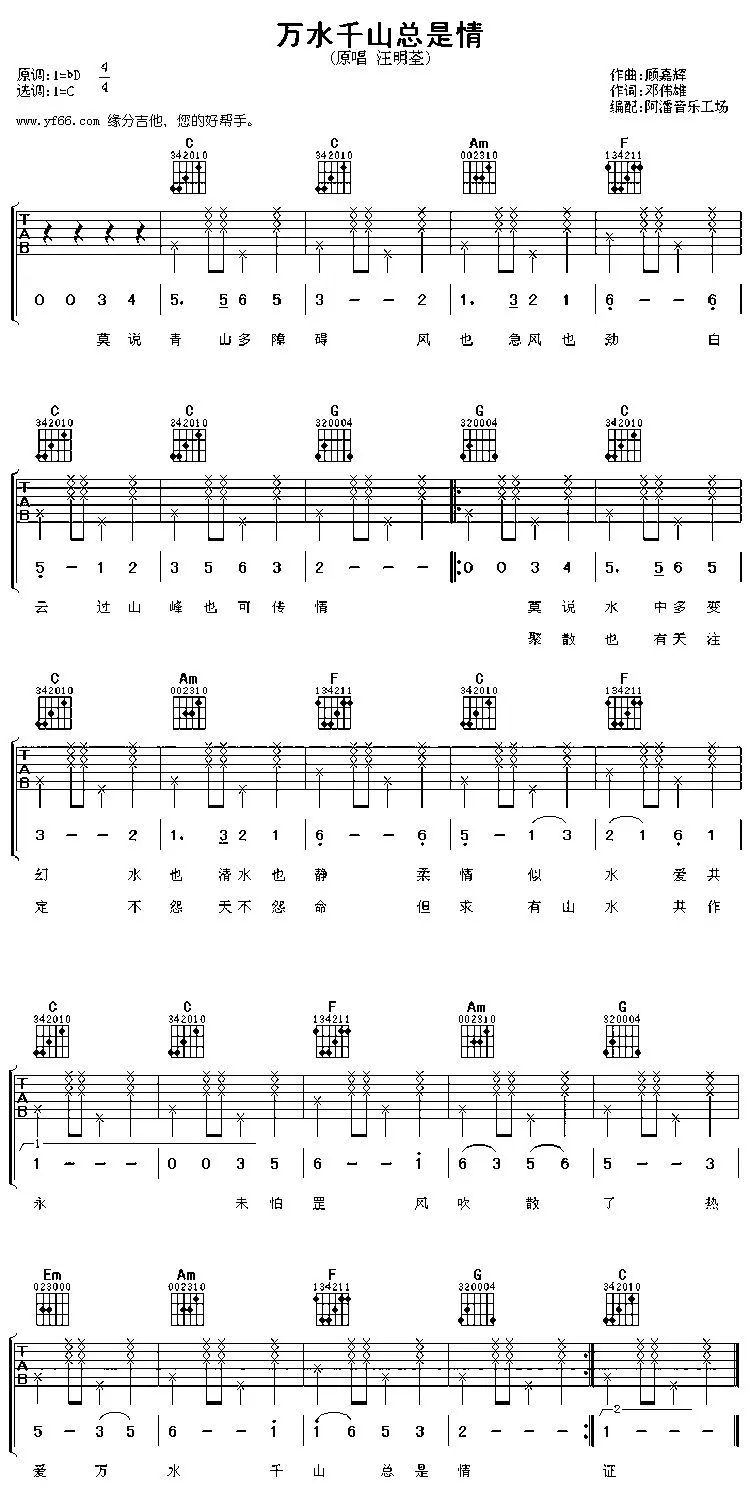 万水千山总是情
(原唱 汪明荃)
原调:1=bD 4/4
选调:1=C
作曲:顾嘉辉
作词:邓伟雄
编配:阿潘音乐工场
www.yf66.com 缘分吉他,您的好帮手。
C C Am F
342010 342010 002310 134211
TAB
0 0 3 4 | 5. 5 6 5 | 3 - - 2 | 1. 3 2 1 | 6 - - 6 |
莫说青山多障碍 风也急风也劲 白
C C G G C
342010 342010 320004 320004 342010
5 - 1 2 | 3 5 6 3 | 2 - - - |: 0 0 3 4 | 5. 5 6 5 |
云 过山峰也可传情 莫说水中多变
聚散也有天注
C Am F C F
342010 002310 134211 342010 134211
TAB
3 - - 2 | 1. 3 2 1 | 6 - - 6 | 5 - 1 3 | 2 1 6 1 |
幻 水也清水也静 柔情似水爱共
定 不怨天不怨命 但求有山水共作
C C F Am G
342010 342010 134211 002310 320004
TAB
1
1 - - - | 0 0 3 5 | 6 - - 1 | 6 3 5 6 | 5 - - 3 |
永 未怕罡风吹散了热
Em Am F G C
023000 002310 134211 320004 342010
TAB
2
5 - 3 5 | 6 - - 1 | 1 6 5 3 | 2 - - - :| 1 - - - |
爱 万水千山总是情 证